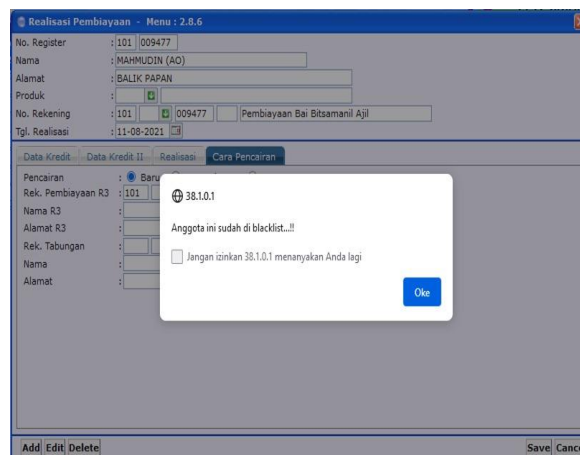 Realisasi Pembiayaan - Menu : 2.8.6
No. Register : 101 009477
Nama : MAHMUDIN (AO)
Alamat : BALIK PAPAN
Produk :
No. Rekening : 101 009477 Pembiayaan Bai Bitsamanil Ajil
Tgl. Realisasi : 11-08-2021
Data Kredit Data Kredit II Realisasi Cara Pencairan
Pencairan : Baru
Rek. Pembiayaan R3 : 101
Nama R3 :
Alamat R3 :
Rek. Tabungan :
Nama :
Alamat :
38.1.0.1
Anggota ini sudah di blacklist...!!
Jangan izinkan 38.1.0.1 menanyakan Anda lagi
Oke
Add Edit Delete Save Cance